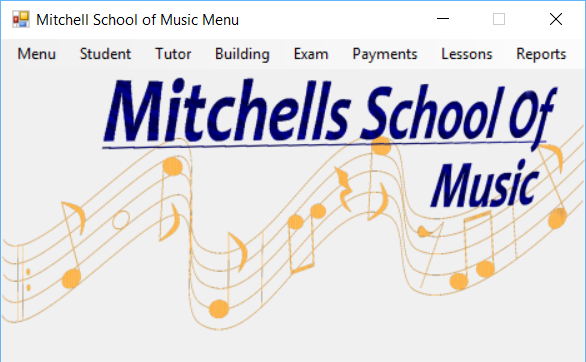 Mitchell School of Music Menu
Menu Student Tutor Building Exam Payments Lessons Reports
Mitchells School Of
Music